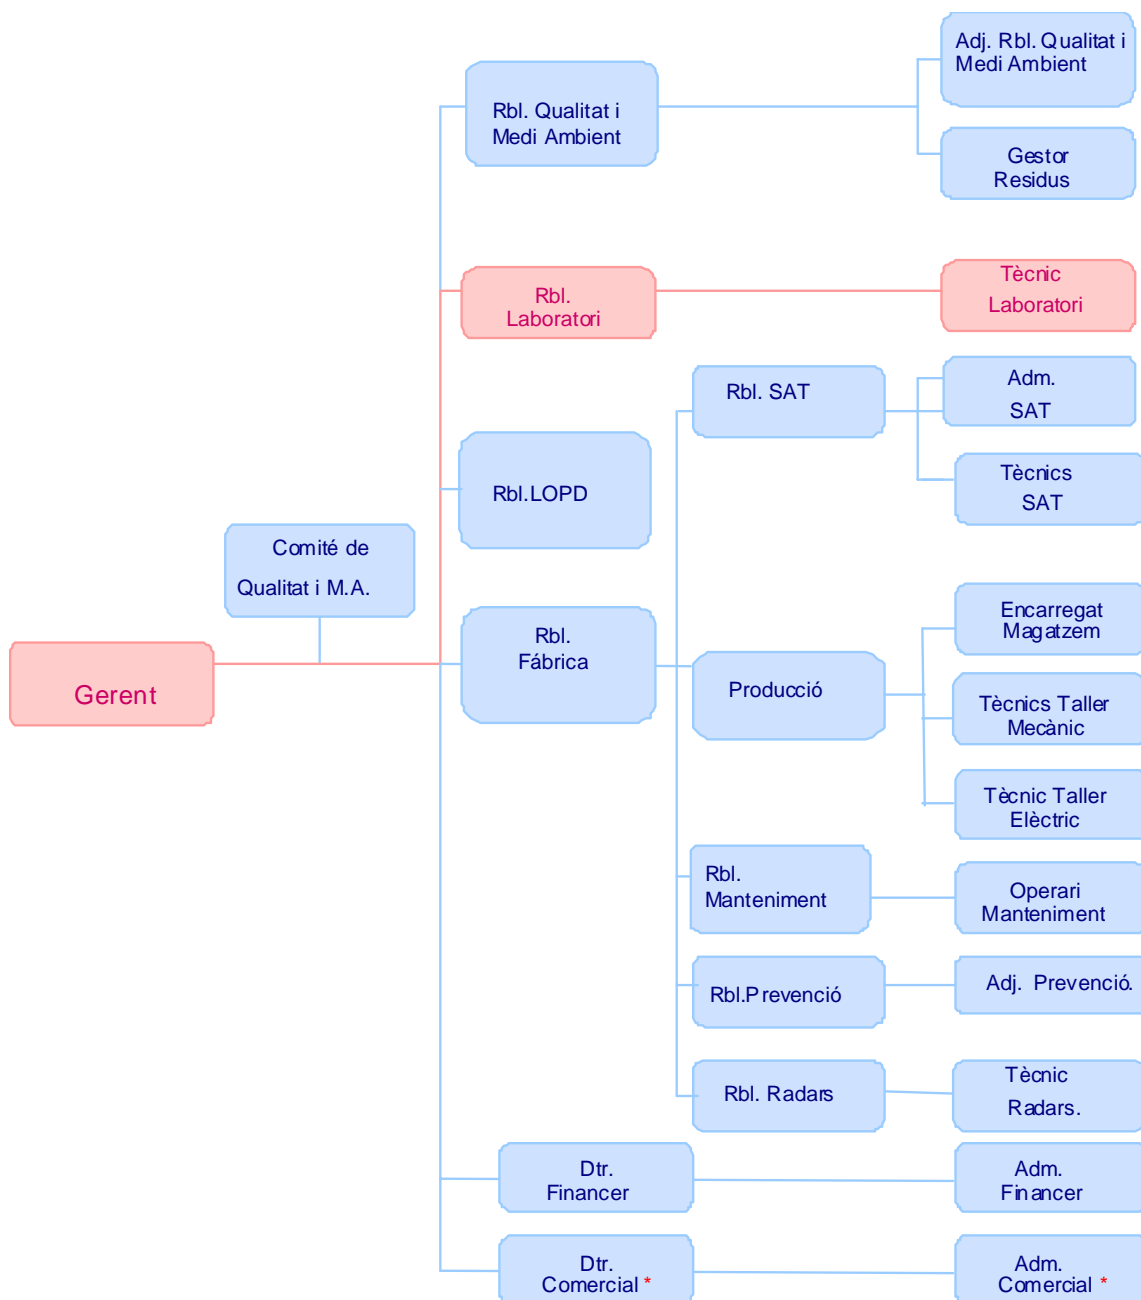 Adj. Rbl. Qualitat i
Medi Ambient
Rbl. Qualitat i
Medi Ambient
Gestor
Residus
Rbl.
Laboratori
Tècnic
Laboratori
Rbl. SAT
Adm.
SAT
Tècnics
SAT
Rbl.LOPD
Comité de
Qualitat i M.A.
Gerent
Rbl.
Fábrica
Producció
Encarregat
Magatzem
Tècnics Taller
Mecànic
Tècnic Taller
Elèctric
Rbl.
Manteniment
Operari
Manteniment
Rbl.Prevenció
Adj. Prevenció.
Rbl. Radars
Tècnic
Radars.
Dtr.
Financer
Adm.
Financer
Dtr.
Comercial *
Adm.
Comercial *